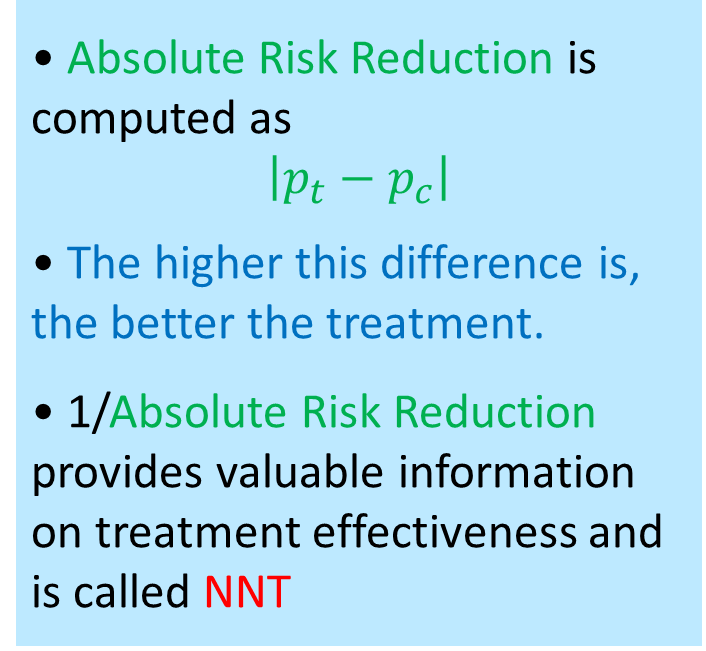 • Absolute Risk Reduction is
computed as
|pₜ − p_c|
• The higher this difference is,
the better the treatment.
• 1/Absolute Risk Reduction
provides valuable information
on treatment effectiveness and
is called NNT